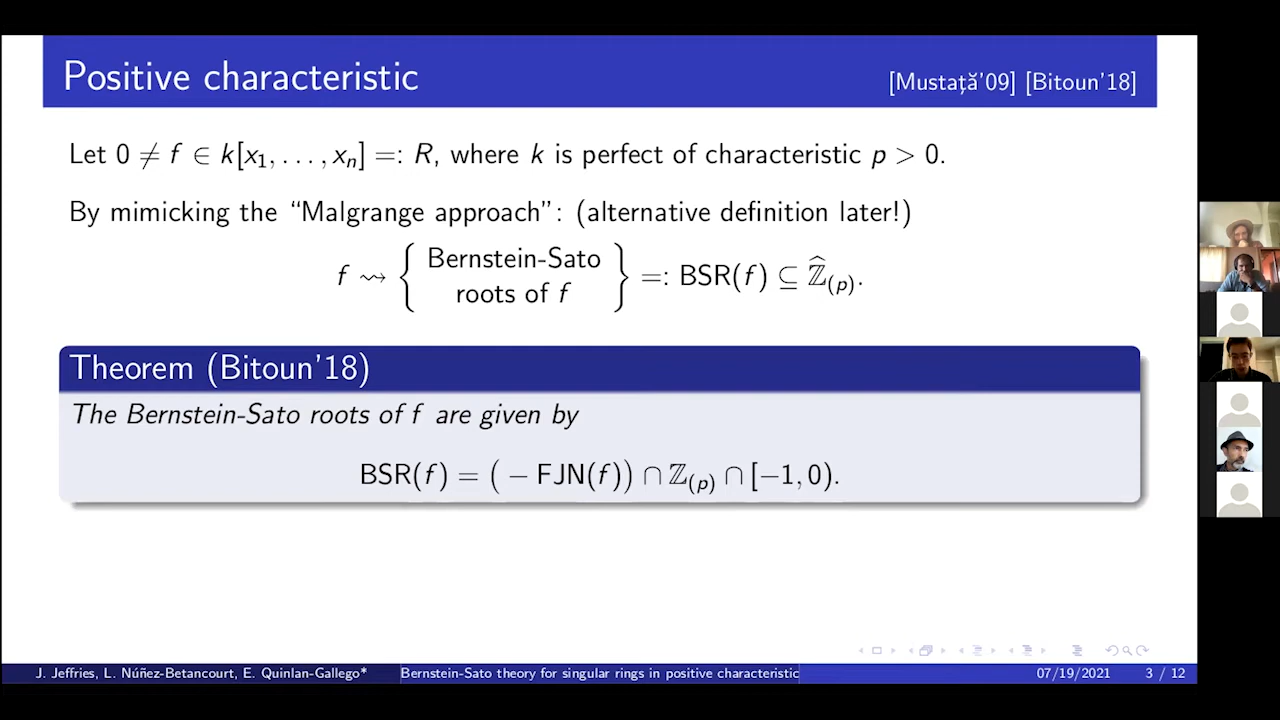 Positive characteristic [Mustaţă'09] [Bitoun'18]
Let 0 ≠ f ∈ k[x₁, . . . , xₙ] =: R, where k is perfect of characteristic p > 0.
By mimicking the “Malgrange approach”: (alternative definition later!)
f ⇝ { Bernstein-Sato roots of f } =: BSR(f) ⊆ ℤ̂₍ₚ₎.
Theorem (Bitoun'18)
The Bernstein-Sato roots of f are given by
BSR(f) = ( − FJN(f)) ∩ ℤ₍ₚ₎ ∩ [−1, 0).
J. Jeffries, L. Núñez-Betancourt, E. Quinlan-Gallego* Bernstein-Sato theory for singular rings in positive characteristic 07/19/2021 3 / 12